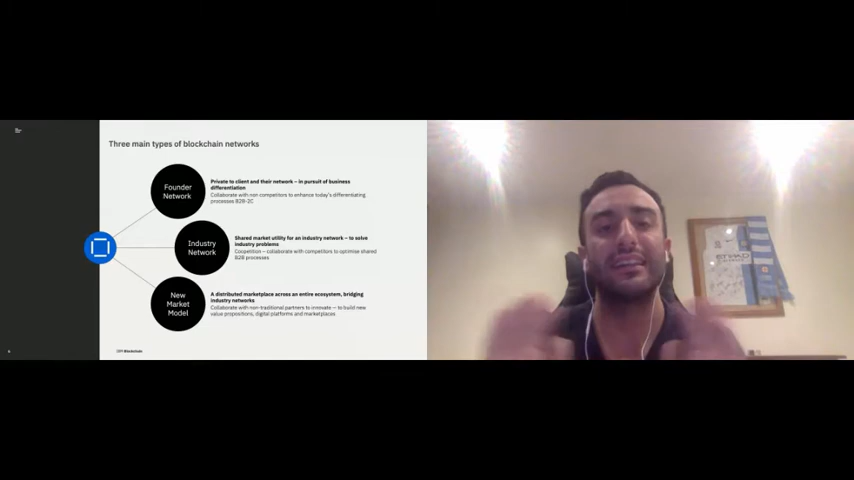 Three main types of blockchain networks
Founder
Network
Private to client and their network – in pursuit of business
differentiation
Collaborate with non competitors to enhance today's differentiating
processes B2B-2C
Industry
Network
Shared market utility for an industry network – to solve
industry problems
Coopetition – collaborate with competitors to optimise shared
B2B processes
New
Market
Model
A distributed marketplace across an entire ecosystem, bridging
industry networks
Collaborate with non-traditional partners to innovate – to build new
value propositions, digital platforms and marketplaces
IBM Blockchain
ETIHAD